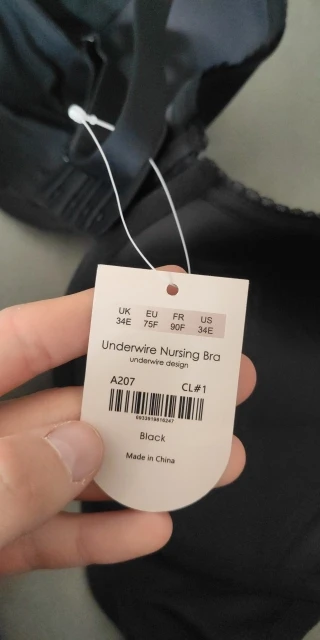 UK EU FR US
34E 75F 90F 34E
Underwire Nursing Bra
underwire design
A207 CL#1
Black
Made in China